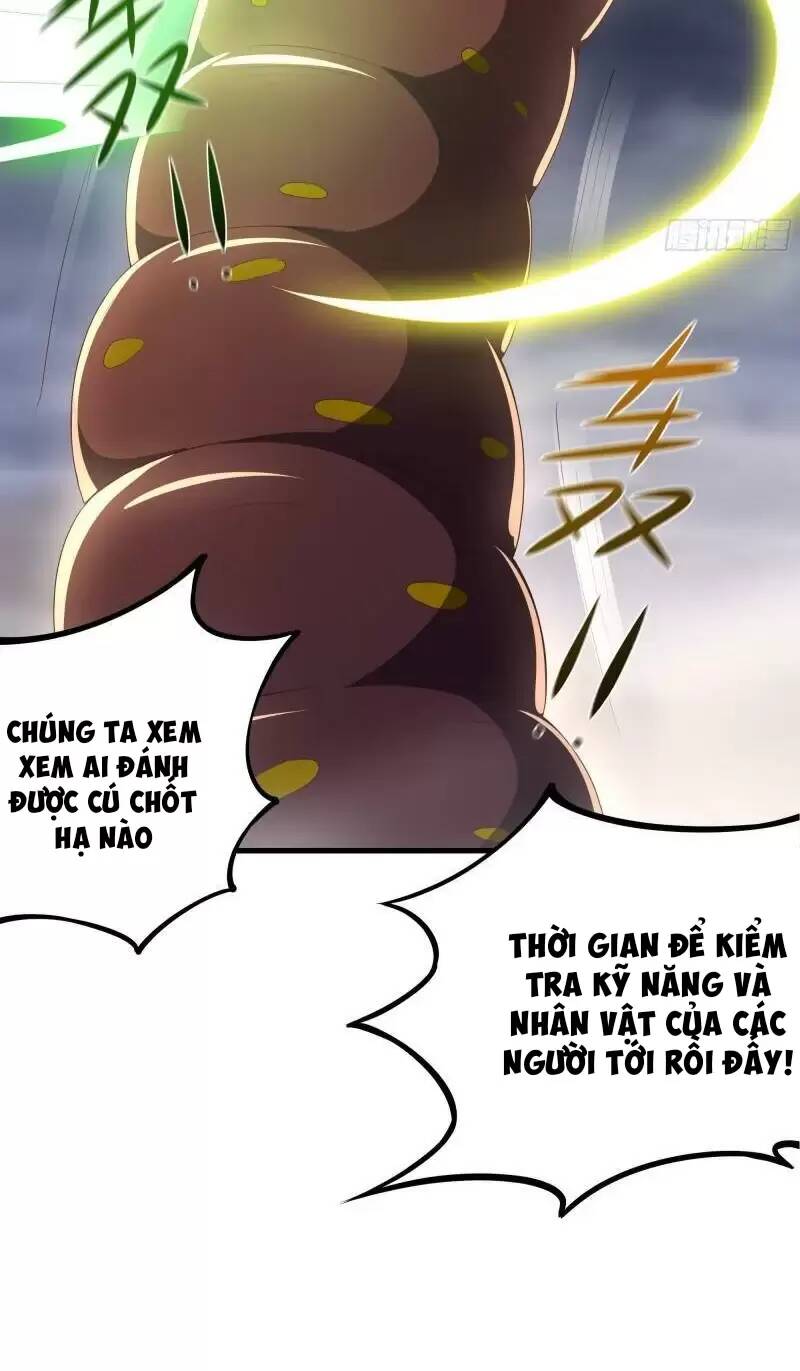 CHÚNG TA XEM
XEM AI ĐÁNH
ĐƯỢC CÚ CHỐT
HẠ NÀO
THỜI GIAN ĐỂ KIỂM
TRA KỸ NĂNG VÀ
NHÂN VẬT CỦA CÁC
NGƯỜI TỚI RỒI ĐẤY!